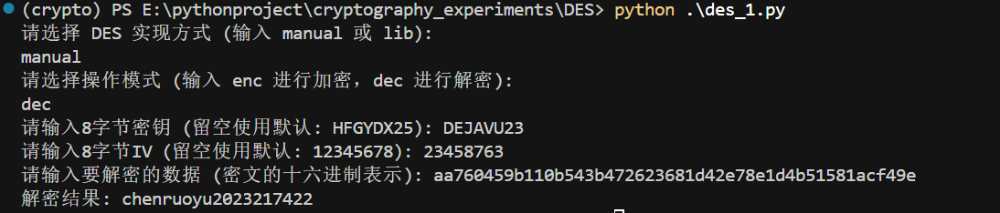 (crypto) PS E:\pythonproject\cryptography_experiments\DES> python .\des_1.py
请选择 DES 实现方式 (输入 manual 或 lib):
manual
请选择操作模式 (输入 enc 进行加密，dec 进行解密):
dec
请输入8字节密钥 (留空使用默认: HFGYDX25): DEJAVU23
请输入8字节IV (留空使用默认: 12345678): 23458763
请输入要解密的数据 (密文的十六进制表示): aa760459b110b543b472623681d42e78e1d4b51581acf49e
解密结果: chenruoyu2023217422